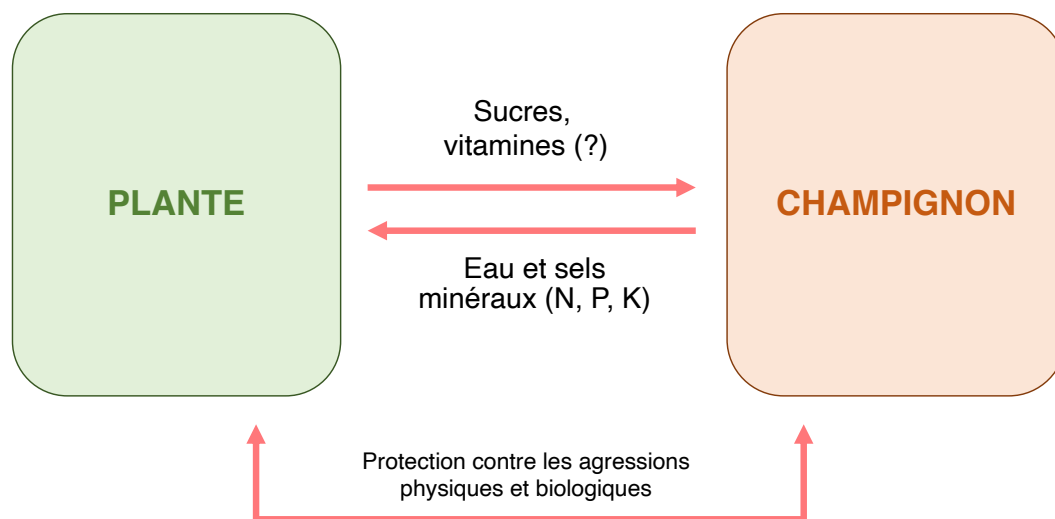 Sucres,
vitamines (?)
PLANTE
CHAMPIGNON
Eau et sels
minéraux (N, P, K)
Protection contre les agressions
physiques et biologiques